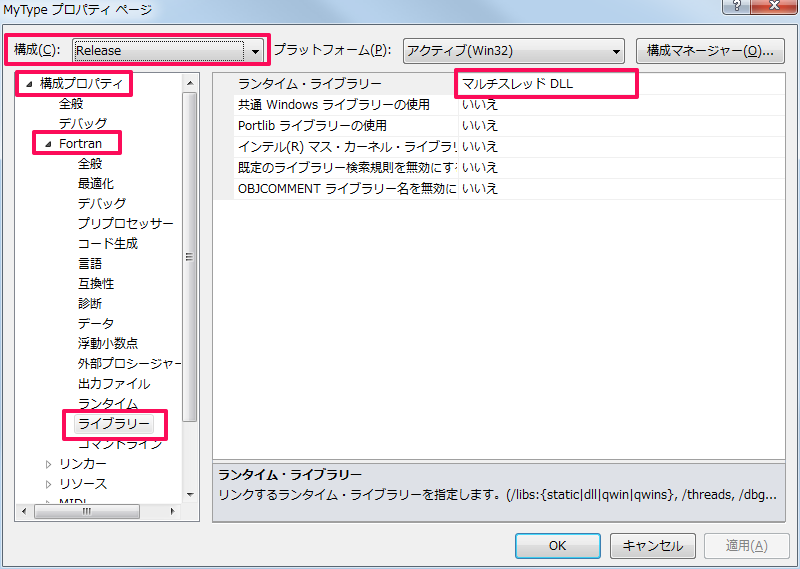 MyType プロパティ ページ
構成(C): Release プラットフォーム(P): アクティブ(Win32) 構成マネージャー(O)...
構成プロパティ
全般
デバッグ
Fortran
全般
最適化
デバッグ
プリプロセッサー
コード生成
言語
互換性
診断
データ
浮動小数点
外部プロシージャー
出力ファイル
ランタイム
ライブラリー
コマンドライン
リンカー
リソース
MIDL
ランタイム・ライブラリー マルチスレッド DLL
共通 Windows ライブラリーの使用 いいえ
Portlib ライブラリーの使用 いいえ
インテル(R) マス・カーネル・ライブラリ いいえ
既定のライブラリー検索規則を無効にする いいえ
OBJCOMMENT ライブラリー名を無効に いいえ
ランタイム・ライブラリー
リンクするランタイム・ライブラリーを指定します。(/libs:{static|dll|qwin|qwins}, /threads, /dbg...
OK キャンセル 適用(A)